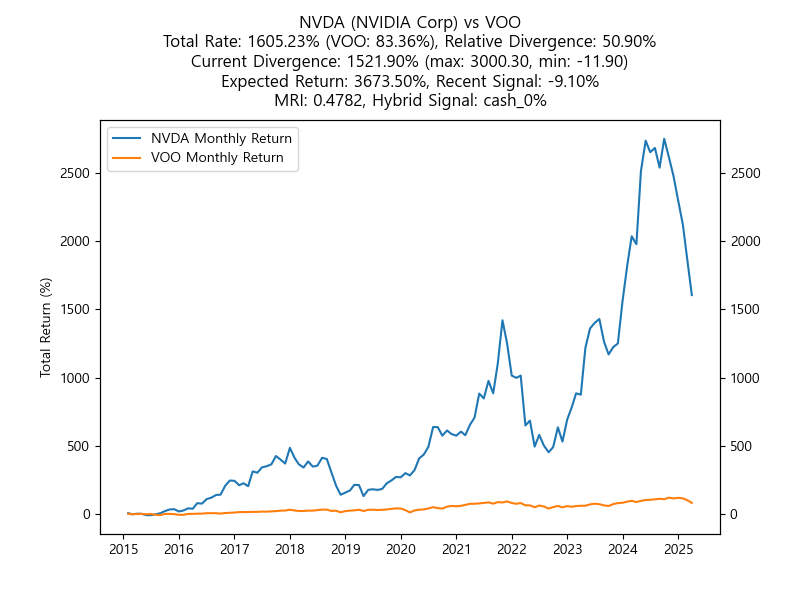 NVDA (NVIDIA Corp) vs VOO
Total Rate: 1605.23% (VOO: 83.36%), Relative Divergence: 50.90%
Current Divergence: 1521.90% (max: 3000.30, min: -11.90)
Expected Return: 3673.50%, Recent Signal: -9.10%
MRI: 0.4782, Hybrid Signal: cash_0%
NVDA Monthly Return
VOO Monthly Return
Total Return (%)
2500
2000
1500
1000
500
0
2500
2000
1500
1000
500
0
2015 2016 2017 2018 2019 2020 2021 2022 2023 2024 2025